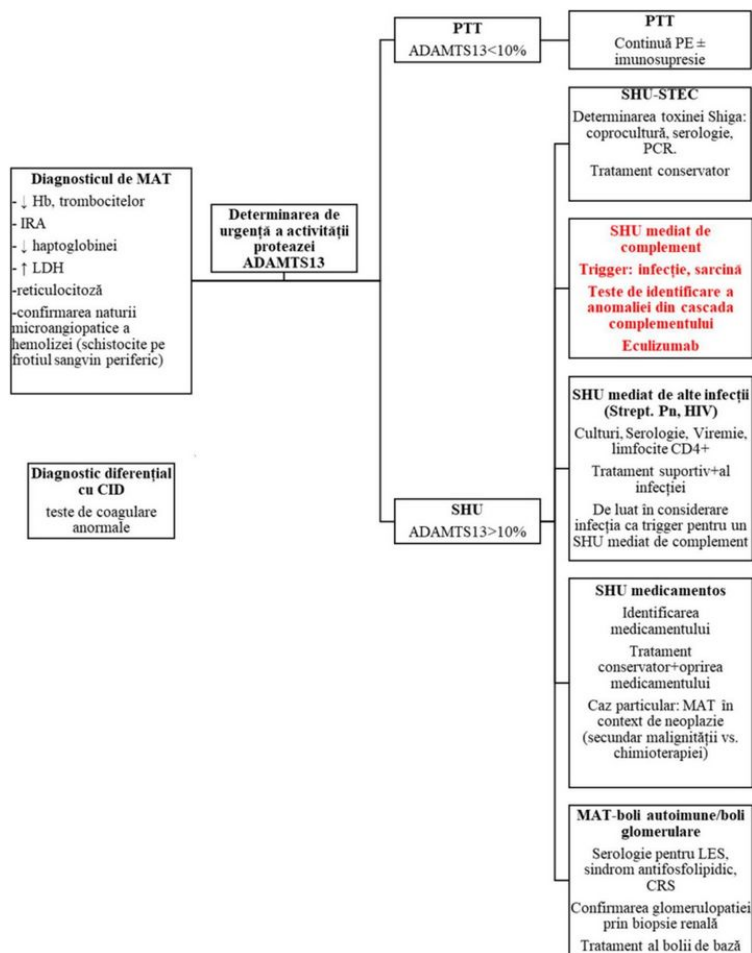 Diagnosticul de MAT
- ↓ Hb, trombocitelor
- IRA
- ↓ haptoglobinei
- ↑ LDH
-reticulocitoză
-confirmarea naturii
microangiopatice a
hemolizei (schistocite pe
frotiul sangvin periferic)
Diagnostic diferențial
cu CID
teste de coagulare
anormale
Determinarea de
urgență a activității
proteazei
ADAMTS13
PTT
ADAMTS13<10%
PTT
Continuă PE ±
imunosupresie
SHU
ADAMTS13>10%
SHU-STEC
Determinarea toxinei Shiga:
coprocultură, serologie,
PCR.
Tratament conservator
SHU mediat de
complement
Trigger: infecție, sarcină
Teste de identificare a
anomaliei din cascada
complementului
Eculizumab
SHU mediat de alte infecții
(Strept. Pn, HIV)
Culturi, Serologie, Viremie,
limfocite CD4+
Tratament suportiv+al
infecției
De luat în considerare
infecția ca trigger pentru un
SHU mediat de complement
SHU medicamentos
Identificarea
medicamentului
Tratament
conservator+oprirea
medicamentului
Caz particular: MAT în
context de neoplazie
(secundar malignității vs.
chimioterapiei)
MAT-boli autoimune/boli
glomerulare
Serologie pentru LES,
sindrom antifosfolipidic,
CRS
Confirmarea glomerulopatiei
prin biopsie renală
Tratament al bolii de bază